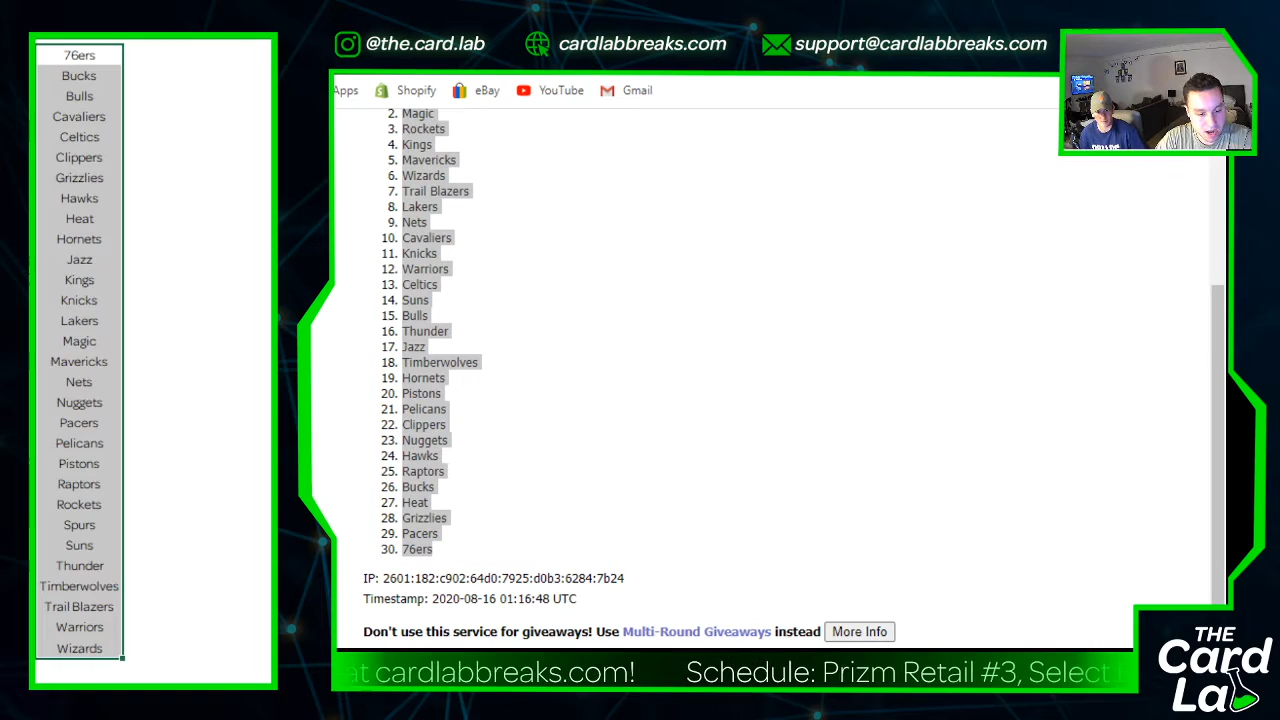 76ers
Bucks
Bulls
Cavaliers
Celtics
Clippers
Grizzlies
Hawks
Heat
Hornets
Jazz
Kings
Knicks
Lakers
Magic
Mavericks
Nets
Nuggets
Pacers
Pelicans
Pistons
Raptors
Rockets
Spurs
Suns
Thunder
Timberwolves
Trail Blazers
Warriors
Wizards
@the.card.lab cardlabbreaks.com support@cardlabbreaks.com
Apps Shopify eBay YouTube Gmail
2. Magic
3. Rockets
4. Kings
5. Mavericks
6. Wizards
7. Trail Blazers
8. Lakers
9. Nets
10. Cavaliers
11. Knicks
12. Warriors
13. Celtics
14. Suns
15. Bulls
16. Thunder
17. Jazz
18. Timberwolves
19. Hornets
20. Pistons
21. Pelicans
22. Clippers
23. Nuggets
24. Hawks
25. Raptors
26. Bucks
27. Heat
28. Grizzlies
29. Pacers
30. 76ers
IP: 2601:182:c902:64d0:7925:d0b3:6284:7b24
Timestamp: 2020-08-16 01:16:48 UTC
Don't use this service for giveaways! Use Multi-Round Giveaways instead More Info
at cardlabbreaks.com! Schedule: Prizm Retail #3, Select
THE
Card
Lab